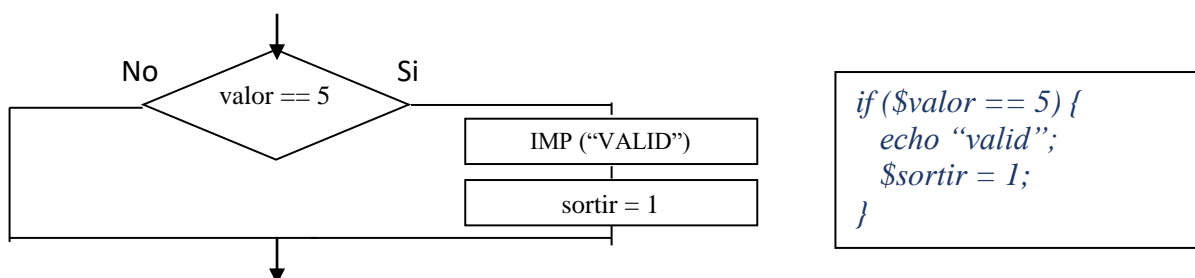 No
Si
valor == 5
IMP (“VALID”)
sortir = 1
if ($valor == 5) {
echo “valid”;
$sortir = 1;
}